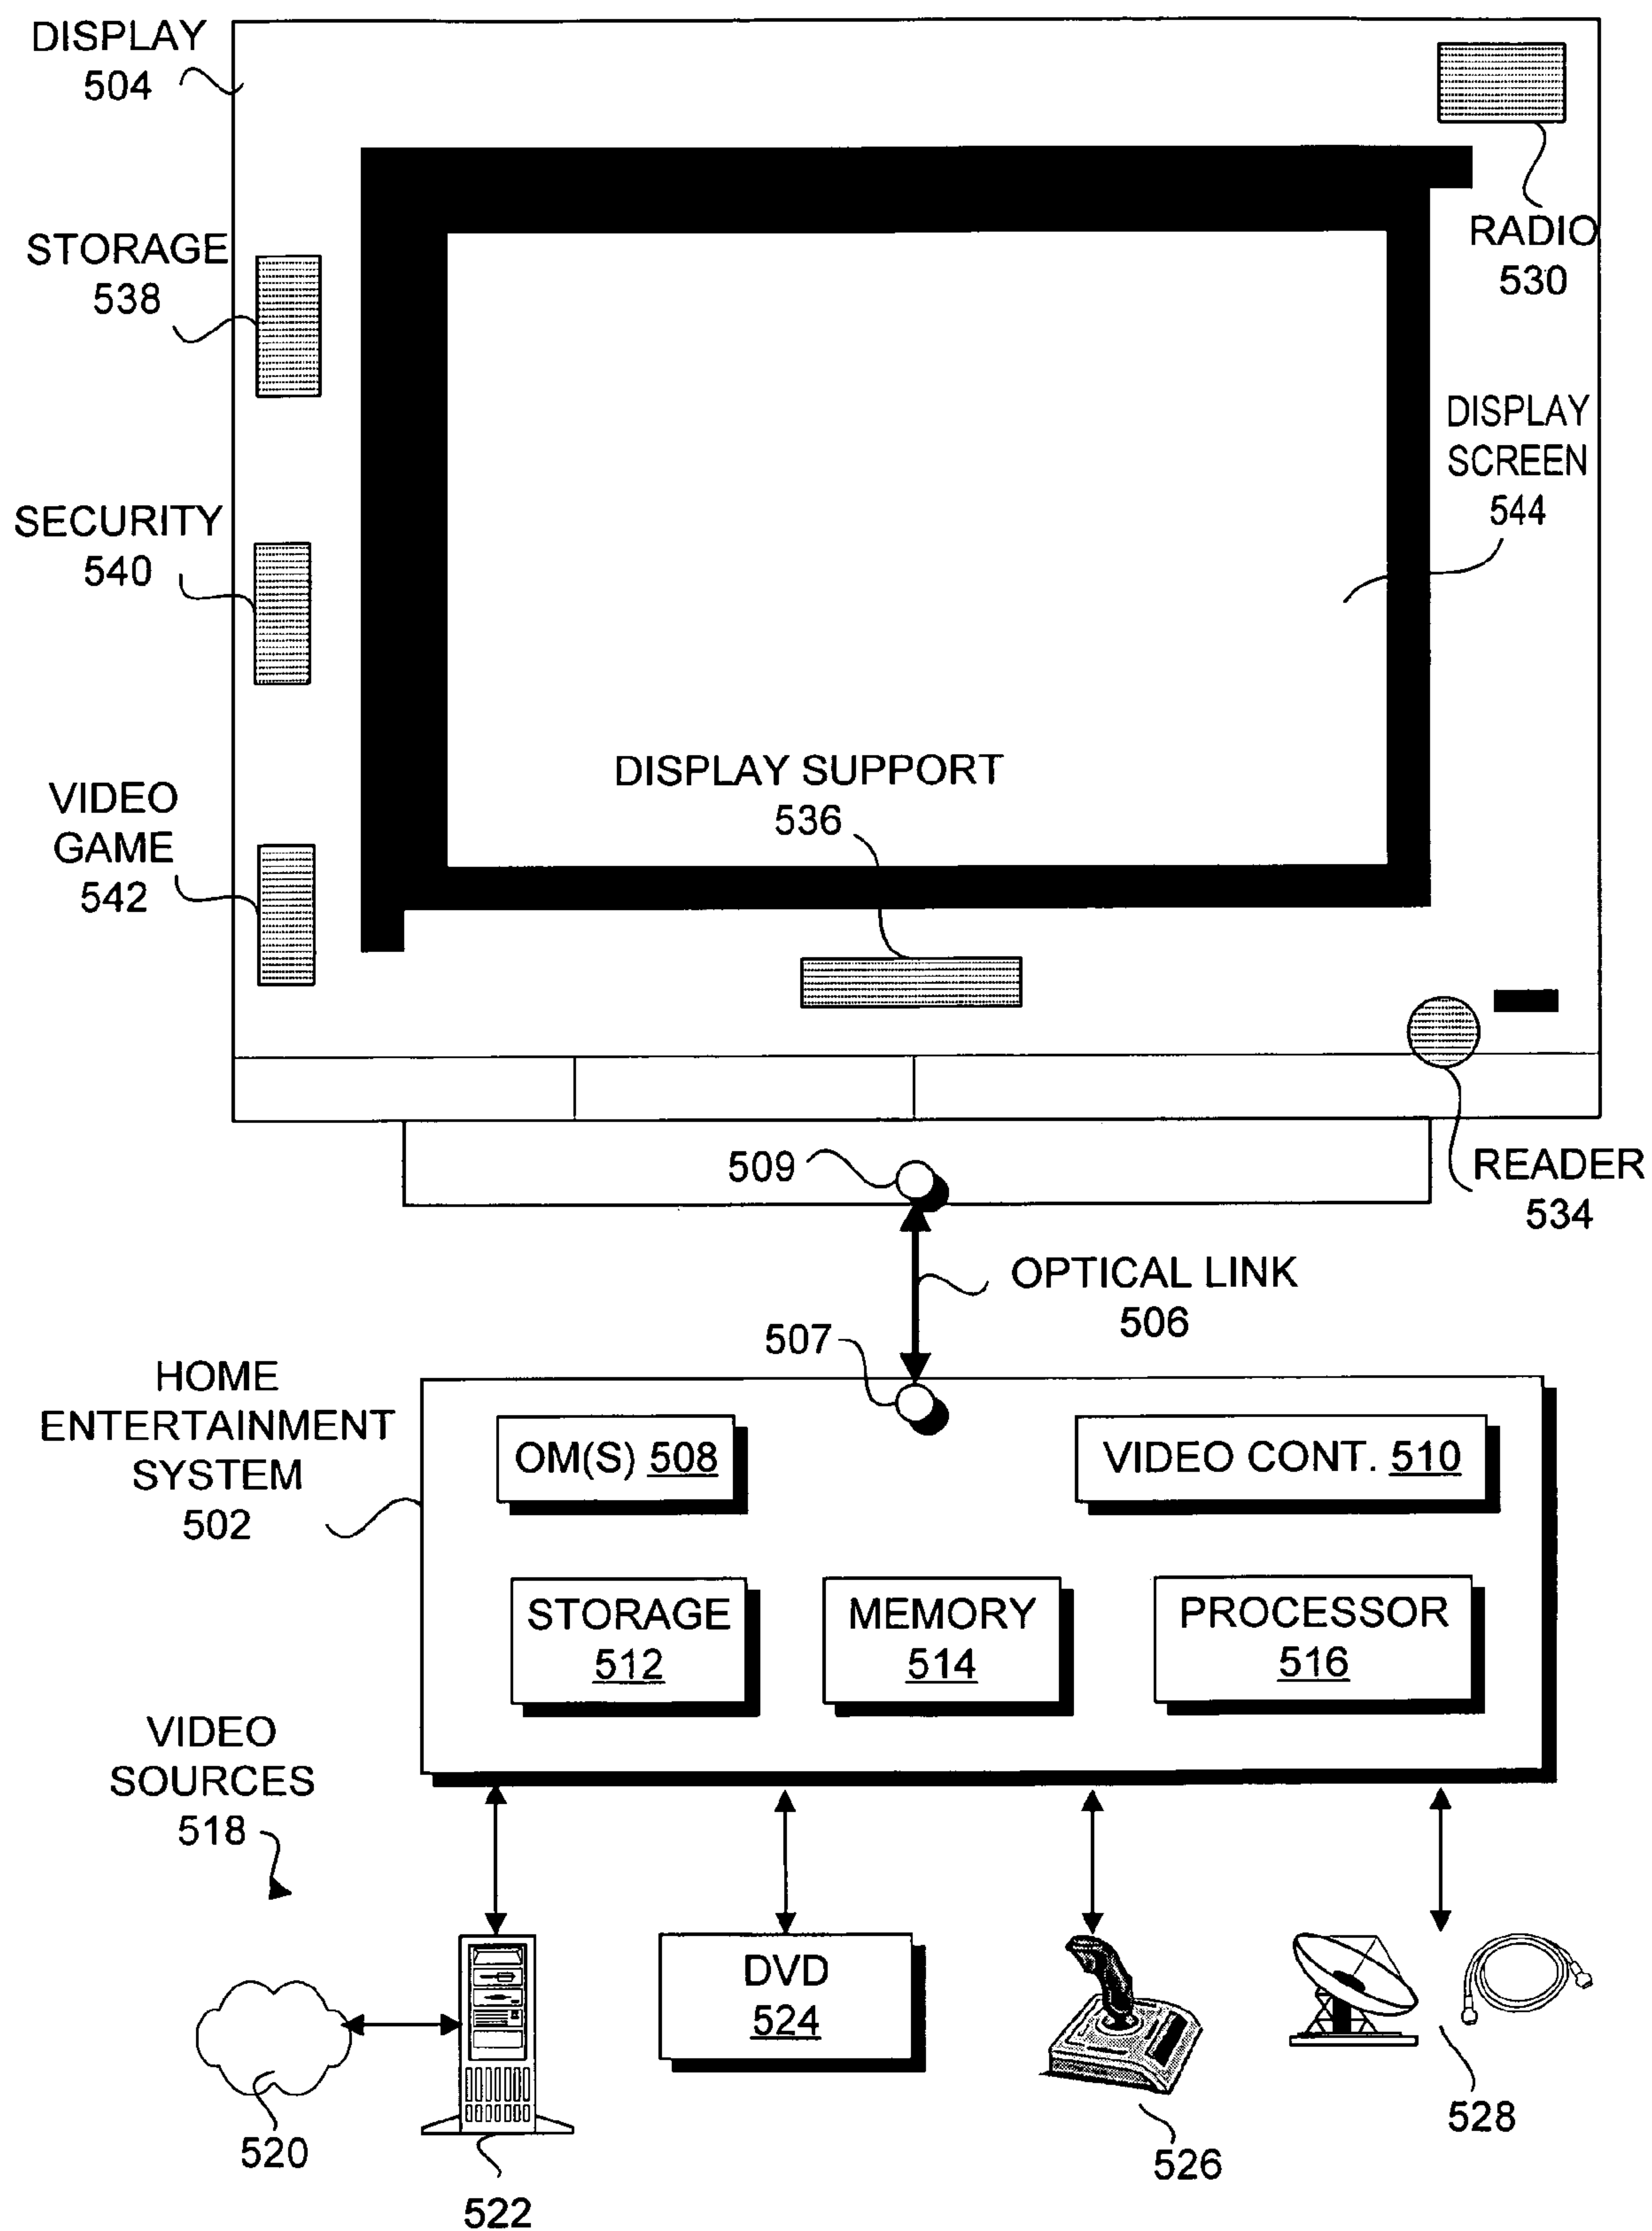 DISPLAY
504
RADIO
530
STORAGE
538
DISPLAY
SCREEN
544
SECURITY
540
DISPLAY SUPPORT
536
VIDEO
GAME
542
509
READER
534
OPTICAL LINK
506
507
HOME
ENTERTAINMENT
SYSTEM
502
OM(S) 508
VIDEO CONT. 510
STORAGE
512
MEMORY
514
PROCESSOR
516
VIDEO
SOURCES
518
DVD
524
520
522
526
528